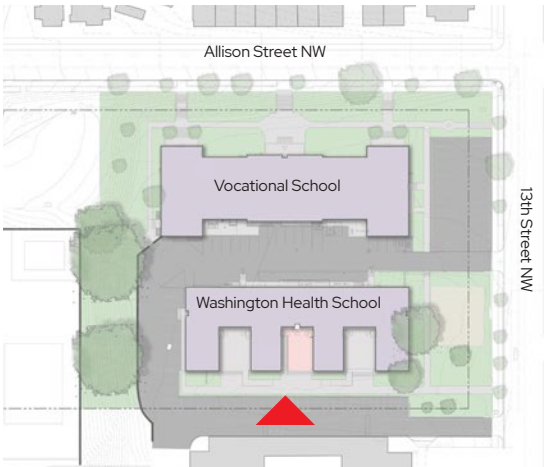 Allison Street NW
Vocational School
13th Street NW
Washington Health School